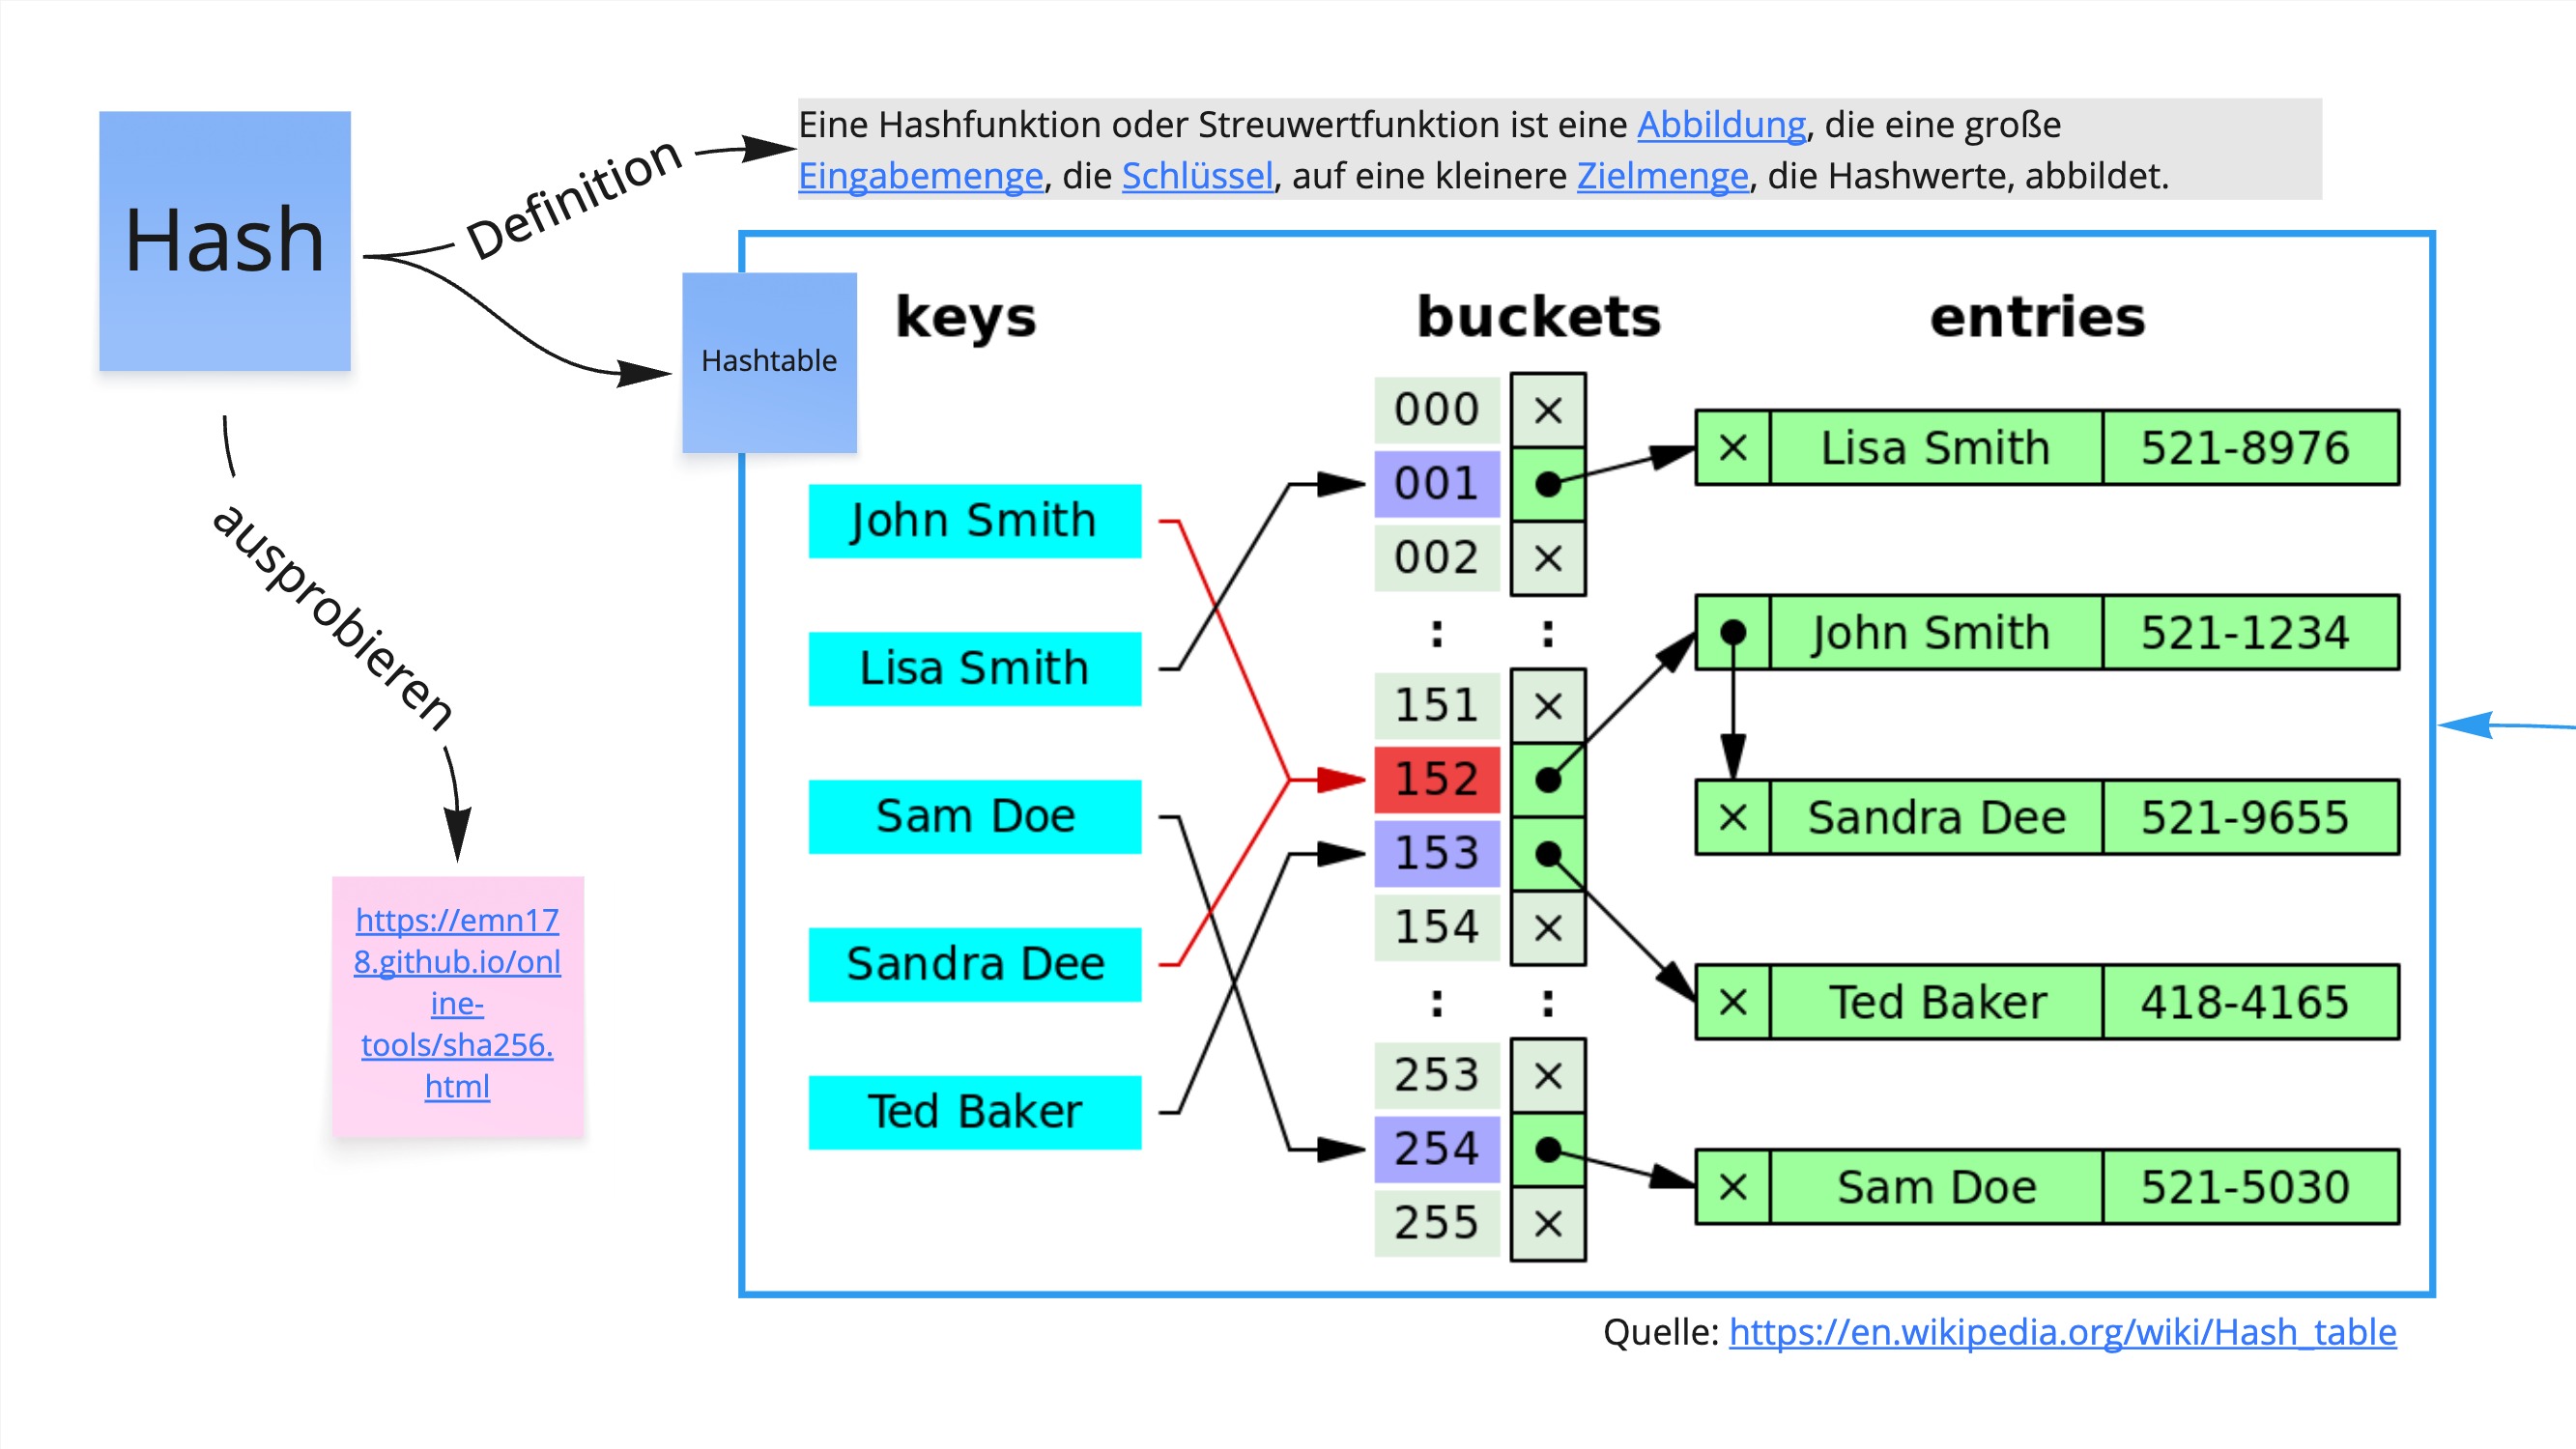 Hash
Definition
Eine Hashfunktion oder Streuwertfunktion ist eine Abbildung, die eine große
Eingabemenge, die Schlüssel, auf eine kleinere Zielmenge, die Hashwerte, abbildet.
Hashtable
ausprobieren
https://emn17
8.github.io/onl
ine-
tools/sha256.
html
keys
John Smith
Lisa Smith
Sam Doe
Sandra Dee
Ted Baker
buckets
000
001
002
:
:
151
152
153
154
:
:
253
254
255
entries
Lisa Smith 521-8976
John Smith 521-1234
Sandra Dee 521-9655
Ted Baker 418-4165
Sam Doe 521-5030
Quelle: https://en.wikipedia.org/wiki/Hash_table